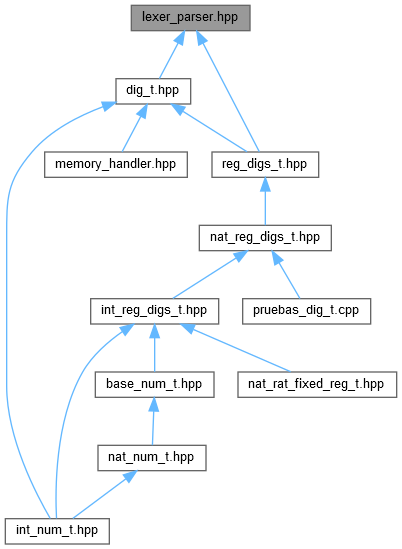 lexer_parser.hpp
dig_t.hpp
memory_handler.hpp
reg_digs_t.hpp
nat_reg_digs_t.hpp
int_reg_digs_t.hpp
pruebas_dig_t.cpp
base_num_t.hpp
nat_rat_fixed_reg_t.hpp
nat_num_t.hpp
int_num_t.hpp